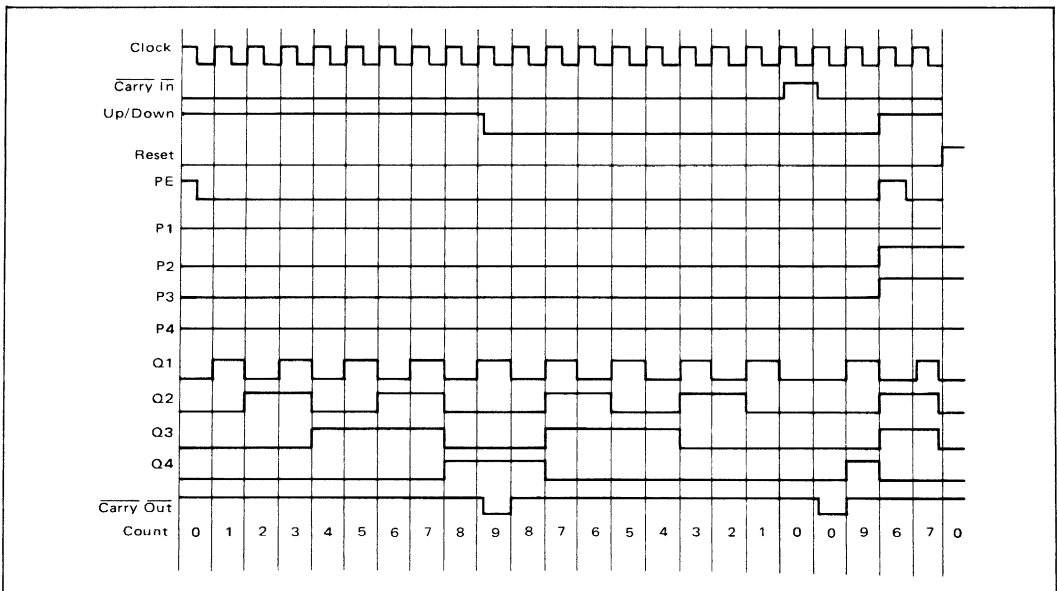 Clock
Carry In
Up/Down
Reset
PE
P1
P2
P3
P4
Q1
Q2
Q3
Q4
Carry Out
Count 0 1 2 3 4 5 6 7 8 9 8 7 6 5 4 3 2 1 0 0 9 6 7 0